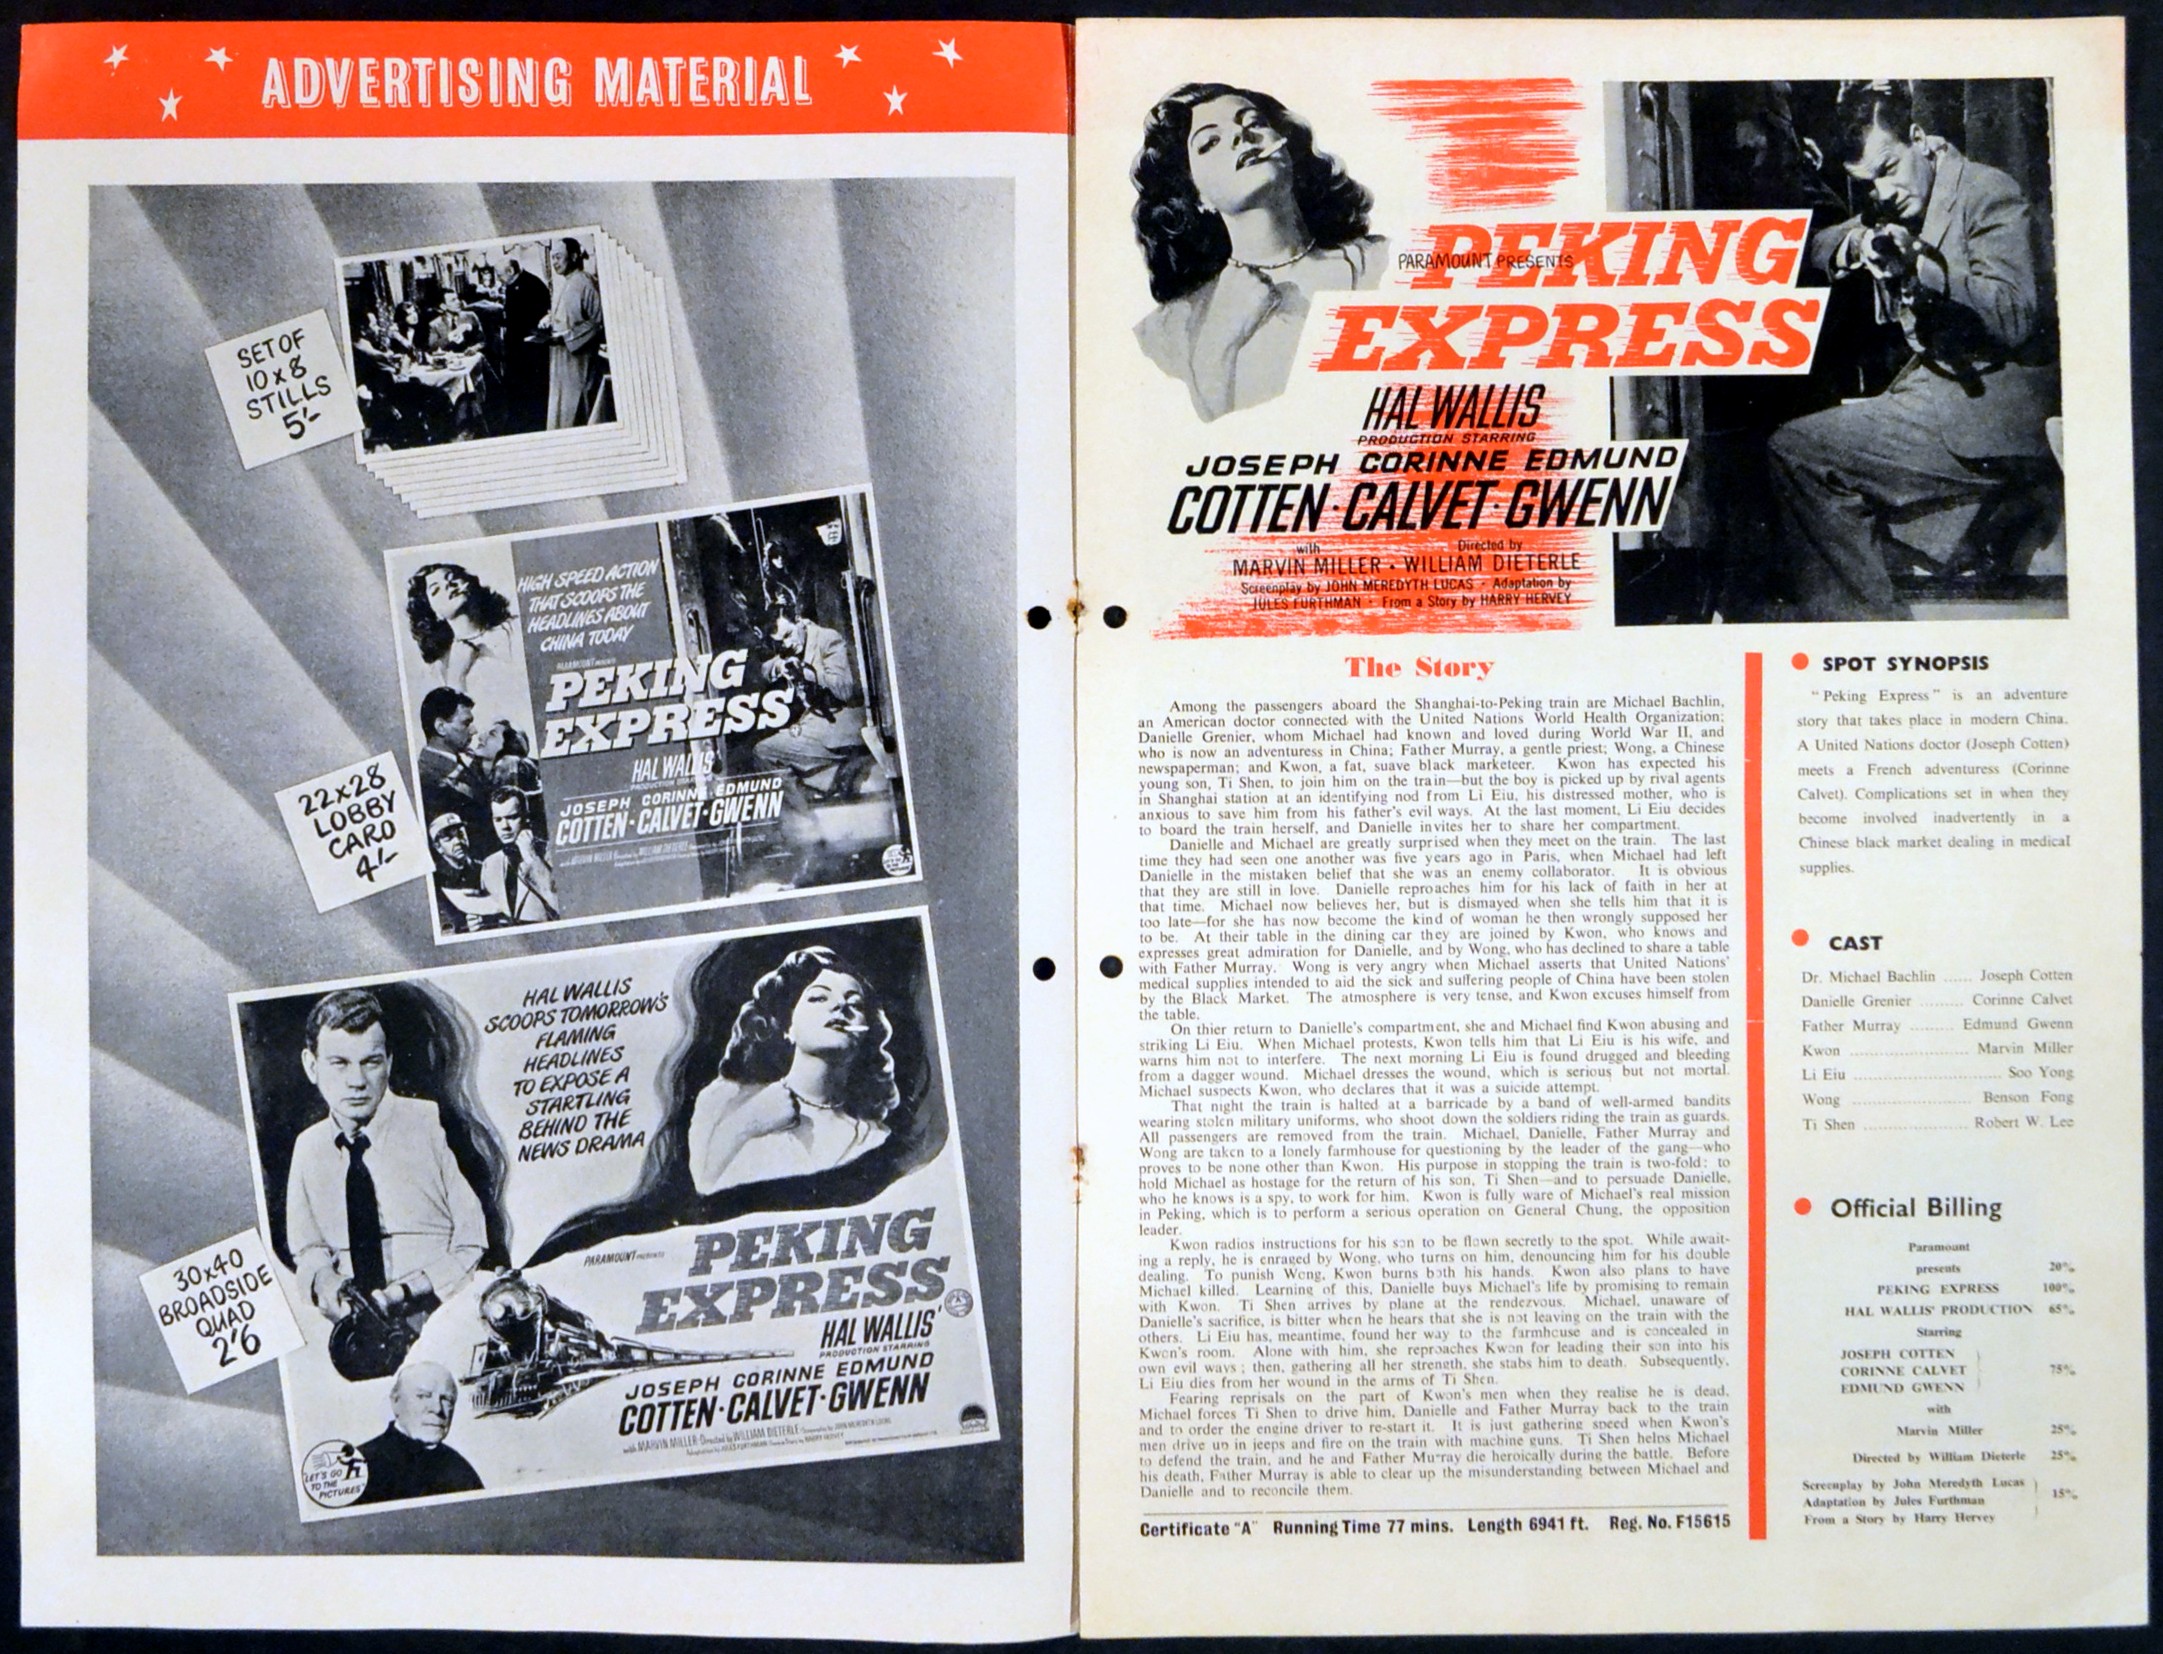 ADVERTISING MATERIAL
SET OF
10 x 8
STILLS
5'-
HIGH SPEED ACTION
THAT SCOOPS THE
HEADLINES ABOUT
CHINA TODAY
PARAMOUNT PRESENTS
PEKING
EXPRESS
HAL WALLIS'
PRODUCTION STARRING
JOSEPH CORINNE EDMUND
COTTEN·CALVET·GWENN
22x28
LOBBY
CARD
4'-
HAL WALLIS
SCOOPS TOMORROW'S
FLAMING
HEADLINES
TO EXPOSE A
STARTLING
BEHIND THE
NEWS DRAMA
PARAMOUNT PRESENTS
PEKING
EXPRESS
HAL WALLIS'
PRODUCTION STARRING
JOSEPH CORINNE EDMUND
COTTEN·CALVET·GWENN
with MARVIN MILLER·Directed by WILLIAM DIETERLE·Screenplay by JOHN MEREDYTH LUCAS
Adaptation by JULES FURTHMAN·From a Story by HARRY HERVEY
30x40
BROADSIDE
QUAD
2'6
LET'S GO
TO THE
PICTURES
PARAMOUNT PRESENTS
PEKING
EXPRESS
HAL WALLIS
PRODUCTION STARRING
JOSEPH CORINNE EDMUND
COTTEN·CALVET·GWENN
with Directed by
MARVIN MILLER · WILLIAM DIETERLE
Screenplay by JOHN MEREDYTH LUCAS · Adaptation by
JULES FURTHMAN · From a Story by HARRY HERVEY
The Story
Among the passengers aboard the Shanghai-to-Peking train are Michael Bachlin,
an American doctor connected with the United Nations World Health Organization;
Danielle Grenier, whom Michael had known and loved during World War II, and
who is now an adventuress in China; Father Murray, a gentle priest; Wong, a Chinese
newspaperman; and Kwon, a fat, suave black marketeer. Kwon has expected his
young son, Ti Shen, to join him on the train—but the boy is picked up by rival agents
in Shanghai station at an identifying nod from Li Eiu, his distressed mother, who is
anxious to save him from his father's evil ways. At the last moment, Li Eiu decides
to board the train herself, and Danielle invites her to share her compartment.
Danielle and Michael are greatly surprised when they meet on the train. The last
time they had seen one another was five years ago in Paris, when Michael had left
Danielle in the mistaken belief that she was an enemy collaborator. It is obvious
that they are still in love. Danielle reproaches him for his lack of faith in her at
that time. Michael now believes her, but is dismayed when she tells him that it is
too late—for she has now become the kind of woman he then wrongly supposed her
to be. At their table in the dining car they are joined by Kwon, who knows and
expresses great admiration for Danielle, and by Wong, who has declined to share a table
with Father Murray. Wong is very angry when Michael asserts that United Nations'
medical supplies intended to aid the sick and suffering people of China have been stolen
by the Black Market. The atmosphere is very tense, and Kwon excuses himself from
the table.
On thier return to Danielle's compartment, she and Michael find Kwon abusing and
striking Li Eiu. When Michael protests, Kwon tells him that Li Eiu is his wife, and
warns him not to interfere. The next morning Li Eiu is found drugged and bleeding
from a dagger wound. Michael dresses the wound, which is serious but not mortal.
Michael suspects Kwon, who declares that it was a suicide attempt.
That night the train is halted at a barricade by a band of well-armed bandits
wearing stolen military uniforms, who shoot down the soldiers riding the train as guards.
All passengers are removed from the train. Michael, Danielle, Father Murray and
Wong are taken to a lonely farmhouse for questioning by the leader of the gang—who
proves to be none other than Kwon. His purpose in stopping the train is two-fold: to
hold Michael as hostage for the return of his son, Ti Shen—and to persuade Danielle,
who he knows is a spy, to work for him. Kwon is fully ware of Michael's real mission
in Peking, which is to perform a serious operation on General Chung, the opposition
leader.
Kwon radios instructions for his son to be flown secretly to the spot. While await-
ing a reply, he is enraged by Wong, who turns on him, denouncing him for his double
dealing. To punish Wong, Kwon burns both his hands. Kwon also plans to have
Michael killed. Learning of this, Danielle buys Michael's life by promising to remain
with Kwon. Ti Shen arrives by plane at the rendezvous. Michael, unaware of
Danielle's sacrifice, is bitter when he hears that she is not leaving on the train with the
others. Li Eiu has, meantime, found her way to the farmhouse and is concealed in
Kwon's room. Alone with him, she reproaches Kwon for leading their son into his
own evil ways; then, gathering all her strength, she stabs him to death. Subsequently,
Li Eiu dies from her wound in the arms of Ti Shen.
Fearing reprisals on the part of Kwon's men when they realise he is dead,
Michael forces Ti Shen to drive him, Danielle and Father Murray back to the train
and to order the engine driver to re-start it. It is just gathering speed when Kwon's
men drive up in jeeps and fire on the train with machine guns. Ti Shen helps Michael
to defend the train, and he and Father Murray die heroically during the battle. Before
his death, Father Murray is able to clear up the misunderstanding between Michael and
Danielle and to reconcile them.
Certificate "A" Running Time 77 mins. Length 6941 ft. Reg. No. F15615
SPOT SYNOPSIS
"Peking Express" is an adventure
story that takes place in modern China.
A United Nations doctor (Joseph Cotten)
meets a French adventuress (Corinne
Calvet). Complications set in when they
become involved inadvertently in a
Chinese black market dealing in medical
supplies.
CAST
Dr. Michael Bachlin ...... Joseph Cotten
Danielle Grenier ......... Corinne Calvet
Father Murray ......... Edmund Gwenn
Kwon ........................ Marvin Miller
Li Eiu .............................. Soo Yong
Wong ........................ Benson Fong
Ti Shen ..................... Robert W. Lee
Official Billing
Paramount
presents 20%
PEKING EXPRESS 100%
HAL WALLIS' PRODUCTION 65%
Starring
JOSEPH COTTEN
CORINNE CALVET 75%
EDMUND GWENN
with
Marvin Miller 25%
Directed by William Dieterle 25%
Screenplay by John Meredyth Lucas
Adaptation by Jules Furthman 15%
From a Story by Harry Hervey